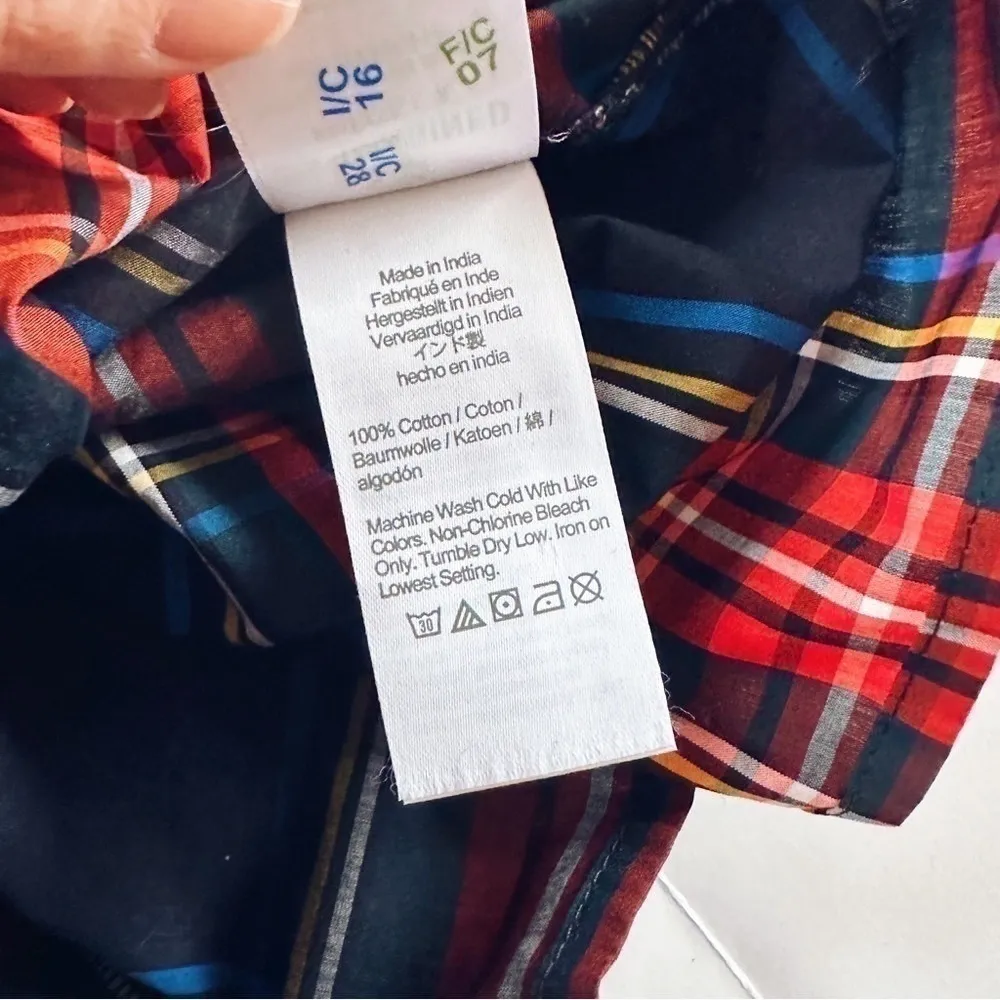 I/C
16
F/C
07
I/C
28
Made in India
Fabriqué en Inde
Hergestellt in Indien
Vervaardigd in India
インド製
hecho en india
100% Cotton / Coton /
Baumwolle / Katoen / 綿 /
algodón
Machine Wash Cold With Like
Colors. Non-Chlorine Bleach
Only. Tumble Dry Low. Iron on
Lowest Setting.
30